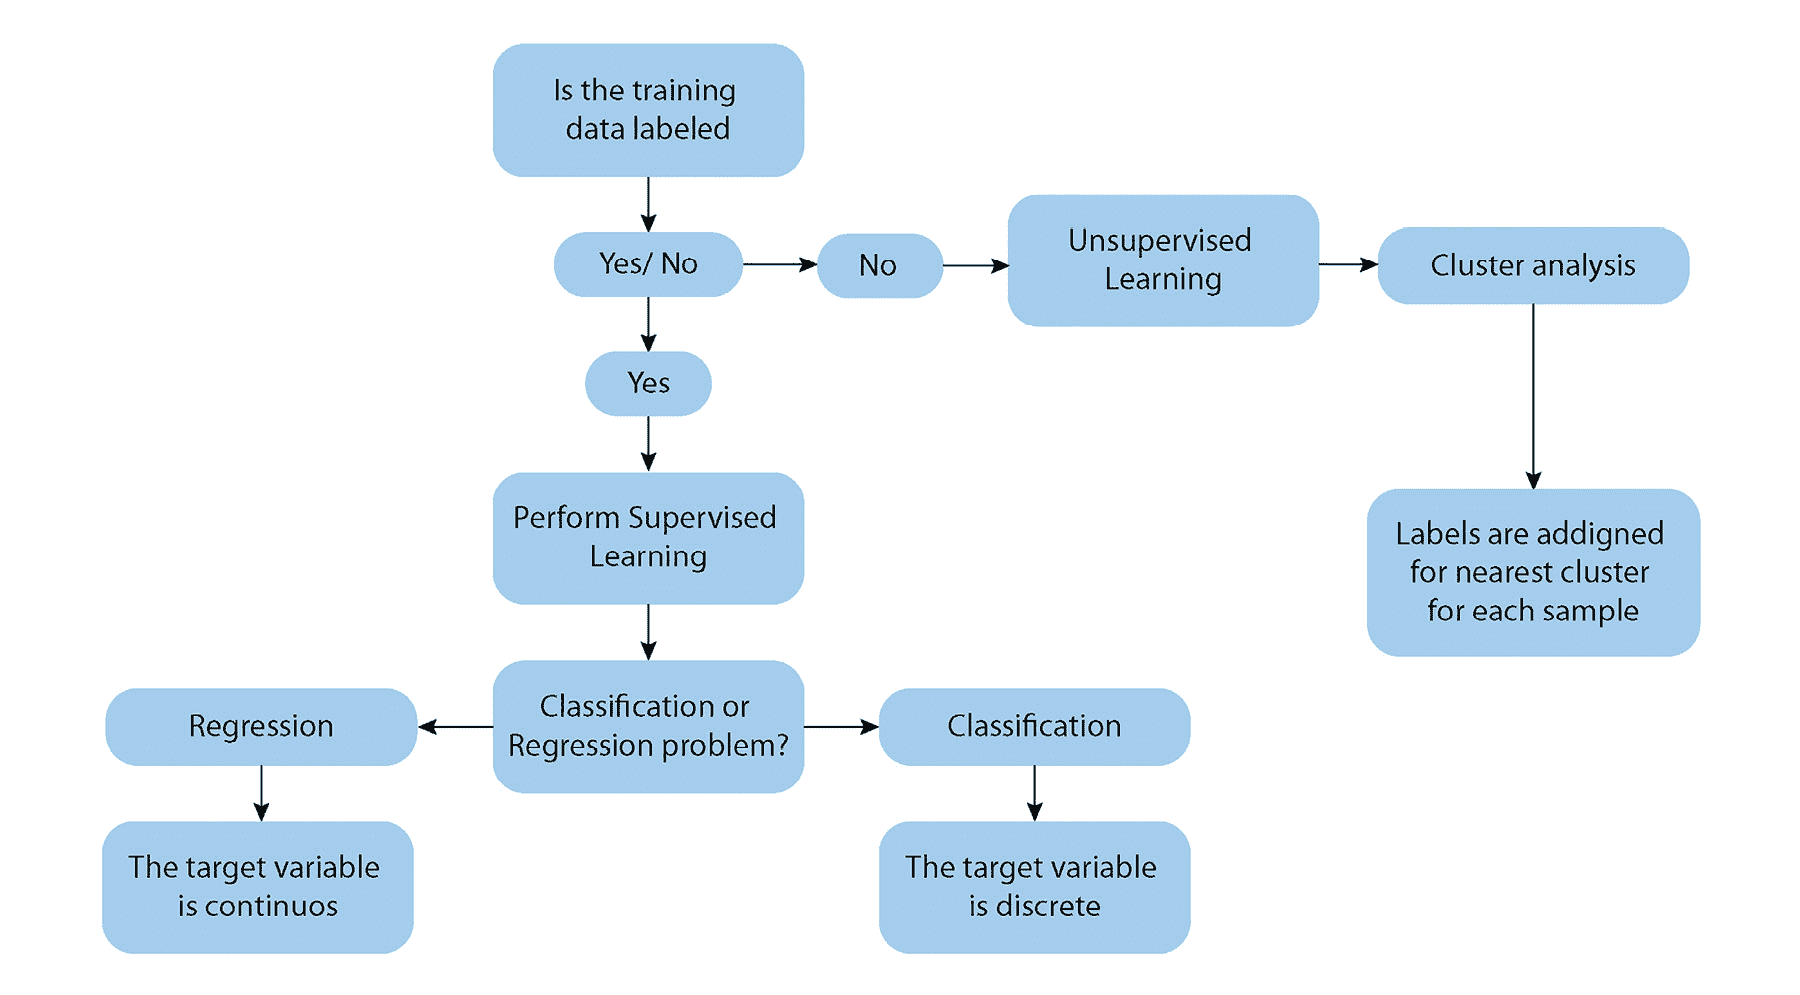 Is the training
data labeled
Yes/ No
No
Unsupervised
Learning
Cluster analysis
Yes
Perform Supervised
Learning
Labels are addigned
for nearest cluster
for each sample
Regression
Classification or
Regression problem?
Classification
The target variable
is continuos
The target variable
is discrete